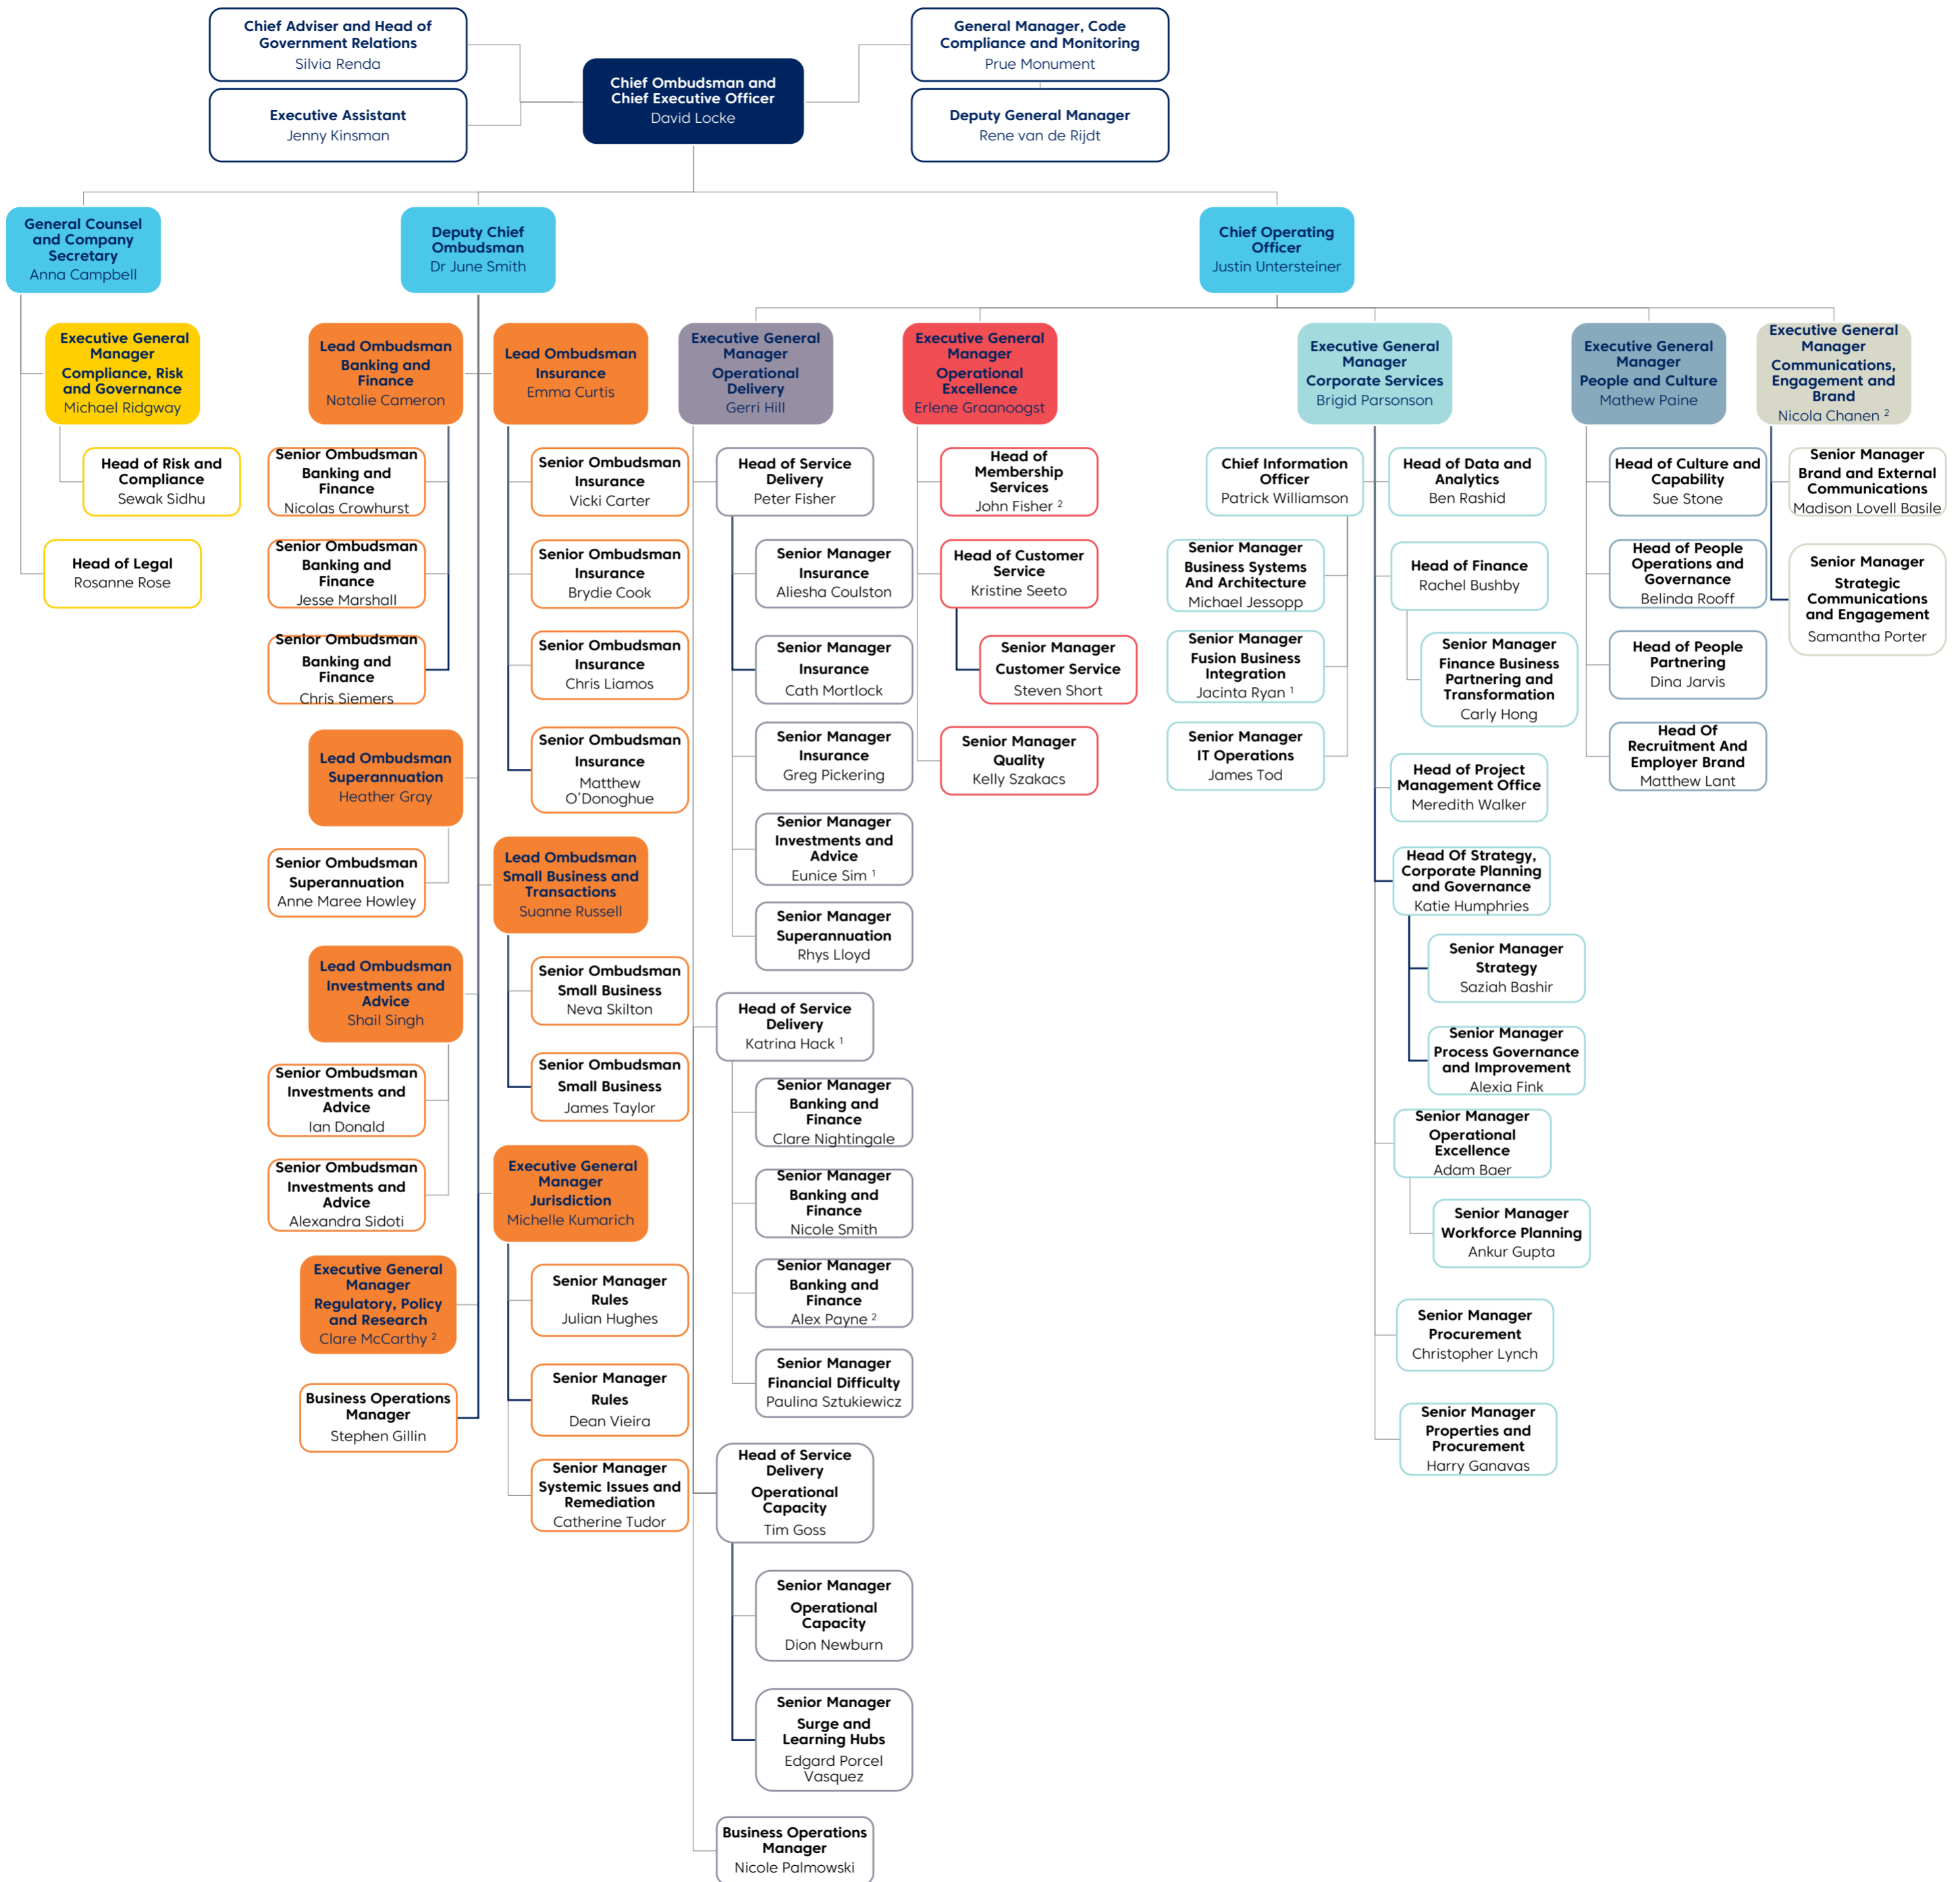 Chief Adviser and Head of
Government Relations
Silvia Renda
Executive Assistant
Jenny Kinsman
Chief Ombudsman and
Chief Executive Officer
David Locke
General Manager, Code
Compliance and Monitoring
Prue Monument
Deputy General Manager
Rene van de Rijdt
General Counsel
and Company
Secretary
Anna Campbell
Deputy Chief
Ombudsman
Dr June Smith
Chief Operating
Officer
Justin Untersteiner
Executive General
Manager
Compliance, Risk
and Governance
Michael Ridgway
Head of Risk and
Compliance
Sewak Sidhu
Head of Legal
Rosanne Rose
Lead Ombudsman
Banking and
Finance
Natalie Cameron
Senior Ombudsman
Banking and
Finance
Nicolas Crowhurst
Senior Ombudsman
Banking and
Finance
Jesse Marshall
Senior Ombudsman
Banking and
Finance
Chris Siemers
Lead Ombudsman
Superannuation
Heather Gray
Senior Ombudsman
Superannuation
Anne Maree Howley
Lead Ombudsman
Investments and
Advice
Shail Singh
Senior Ombudsman
Investments and
Advice
Ian Donald
Senior Ombudsman
Investments and
Advice
Alexandra Sidoti
Executive General
Manager
Regulatory, Policy
and Research
Clare McCarthy ²
Business Operations
Manager
Stephen Gillin
Lead Ombudsman
Insurance
Emma Curtis
Senior Ombudsman
Insurance
Vicki Carter
Senior Ombudsman
Insurance
Brydie Cook
Senior Ombudsman
Insurance
Chris Liamos
Senior Ombudsman
Insurance
Matthew
O'Donoghue
Lead Ombudsman
Small Business and
Transactions
Suanne Russell
Senior Ombudsman
Small Business
Neva Skilton
Senior Ombudsman
Small Business
James Taylor
Executive General
Manager
Jurisdiction
Michelle Kumarich
Senior Manager
Rules
Julian Hughes
Senior Manager
Rules
Dean Vieira
Senior Manager
Systemic Issues and
Remediation
Catherine Tudor
Executive General
Manager
Operational
Delivery
Gerri Hill
Head of Service
Delivery
Peter Fisher
Senior Manager
Insurance
Aliesha Coulston
Senior Manager
Insurance
Cath Mortlock
Senior Manager
Insurance
Greg Pickering
Senior Manager
Investments and
Advice
Eunice Sim ¹
Senior Manager
Superannuation
Rhys Lloyd
Head of Service
Delivery
Katrina Hack ¹
Senior Manager
Banking and
Finance
Clare Nightingale
Senior Manager
Banking and
Finance
Nicole Smith
Senior Manager
Banking and
Finance
Alex Payne ²
Senior Manager
Financial Difficulty
Paulina Sztukiewicz
Head of Service
Delivery
Operational
Capacity
Tim Goss
Senior Manager
Operational
Capacity
Dion Newburn
Senior Manager
Surge and
Learning Hubs
Edgard Porcel
Vasquez
Business Operations
Manager
Nicole Palmowski
Executive General
Manager
Operational
Excellence
Erlene Graanoogst
Head of
Membership
Services
John Fisher ²
Head of Customer
Service
Kristine Seeto
Senior Manager
Customer Service
Steven Short
Senior Manager
Quality
Kelly Szakacs
Executive General
Manager
Corporate Services
Brigid Parsonson
Chief Information
Officer
Patrick Williamson
Senior Manager
Business Systems
And Architecture
Michael Jessopp
Senior Manager
Fusion Business
Integration
Jacinta Ryan ¹
Senior Manager
IT Operations
James Tod
Head of Data and
Analytics
Ben Rashid
Head of Finance
Rachel Bushby
Senior Manager
Finance Business
Partnering and
Transformation
Carly Hong
Head of Project
Management Office
Meredith Walker
Head Of Strategy,
Corporate Planning
and Governance
Katie Humphries
Senior Manager
Strategy
Saziah Bashir
Senior Manager
Process Governance
and Improvement
Alexia Fink
Senior Manager
Operational
Excellence
Adam Baer
Senior Manager
Workforce Planning
Ankur Gupta
Senior Manager
Procurement
Christopher Lynch
Senior Manager
Properties and
Procurement
Harry Ganavas
Executive General
Manager
People and Culture
Mathew Paine
Head of Culture and
Capability
Sue Stone
Head of People
Operations and
Governance
Belinda Rooff
Head of People
Partnering
Dina Jarvis
Head Of
Recruitment And
Employer Brand
Matthew Lant
Executive General
Manager
Communications,
Engagement and
Brand
Nicola Chanen ²
Senior Manager
Brand and External
Communications
Madison Lovell Basile
Senior Manager
Strategic
Communications
and Engagement
Samantha Porter